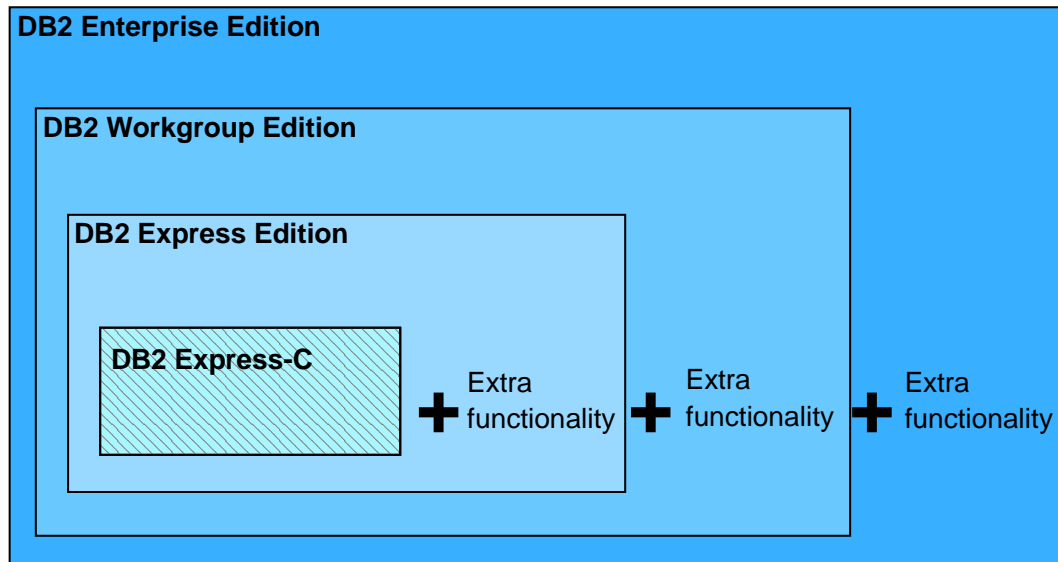 DB2 Enterprise Edition
DB2 Workgroup Edition
DB2 Express Edition
DB2 Express-C
Extra
functionality
Extra
functionality
Extra
functionality